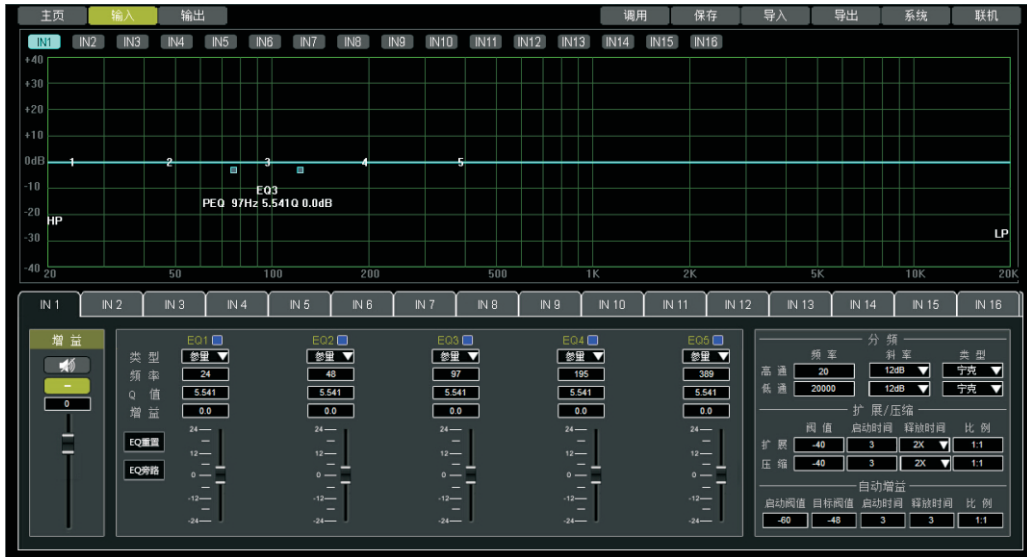 主页 输入 输出 调用 保存 导入 导出 系统 联机
IN1 IN2 IN3 IN4 IN5 IN6 IN7 IN8 IN9 IN10 IN11 IN12 IN13 IN14 IN15 IN16
+40
+30
+20
+10
0dB 1 2 3 4 5
-10
EQ3
PEQ 97Hz 5.541Q 0.0dB
-20
HP
-30
LP
-40
20 50 100 200 500 1K 2K 5K 10K 20K
IN 1 IN 2 IN 3 IN 4 IN 5 IN 6 IN 7 IN 8 IN 9 IN 10 IN 11 IN 12 IN 13 IN 14 IN 15 IN 16
增 益
−
0
EQ1 EQ2 EQ3 EQ4 EQ5
类 型 参量 参量 参量 参量 参量
频 率 24 48 97 195 389
Q 值 5.541 5.541 5.541 5.541 5.541
增 益 0.0 0.0 0.0 0.0 0.0
EQ重置
EQ旁路
24 24 24 24 24
12 12 12 12 12
0 0 0 0 0
-12 -12 -12 -12 -12
-24 -24 -24 -24 -24
分 频
频 率 斜 率 类 型
高 通 20 12dB 宁克
低 通 20000 12dB 宁克
扩 展/压缩
阀 值 启动时间 释放时间 比 例
扩 展 -40 3 2X 1:1
压 缩 -40 3 2X 1:1
自动增益
启动阀值 目标阀值 启动时间 释放时间 比 例
-60 -48 3 3 1:1